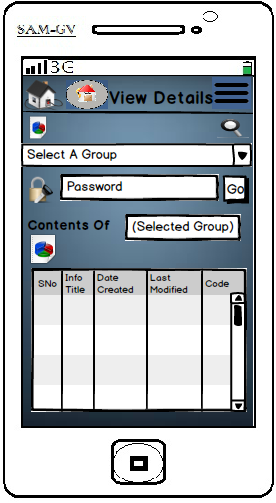 SAM-GV
3G
View Details
Select A Group
Password
Go
Contents Of
(Selected Group)
SNo
Info
Title
Date
Created
Last
Modified
Code